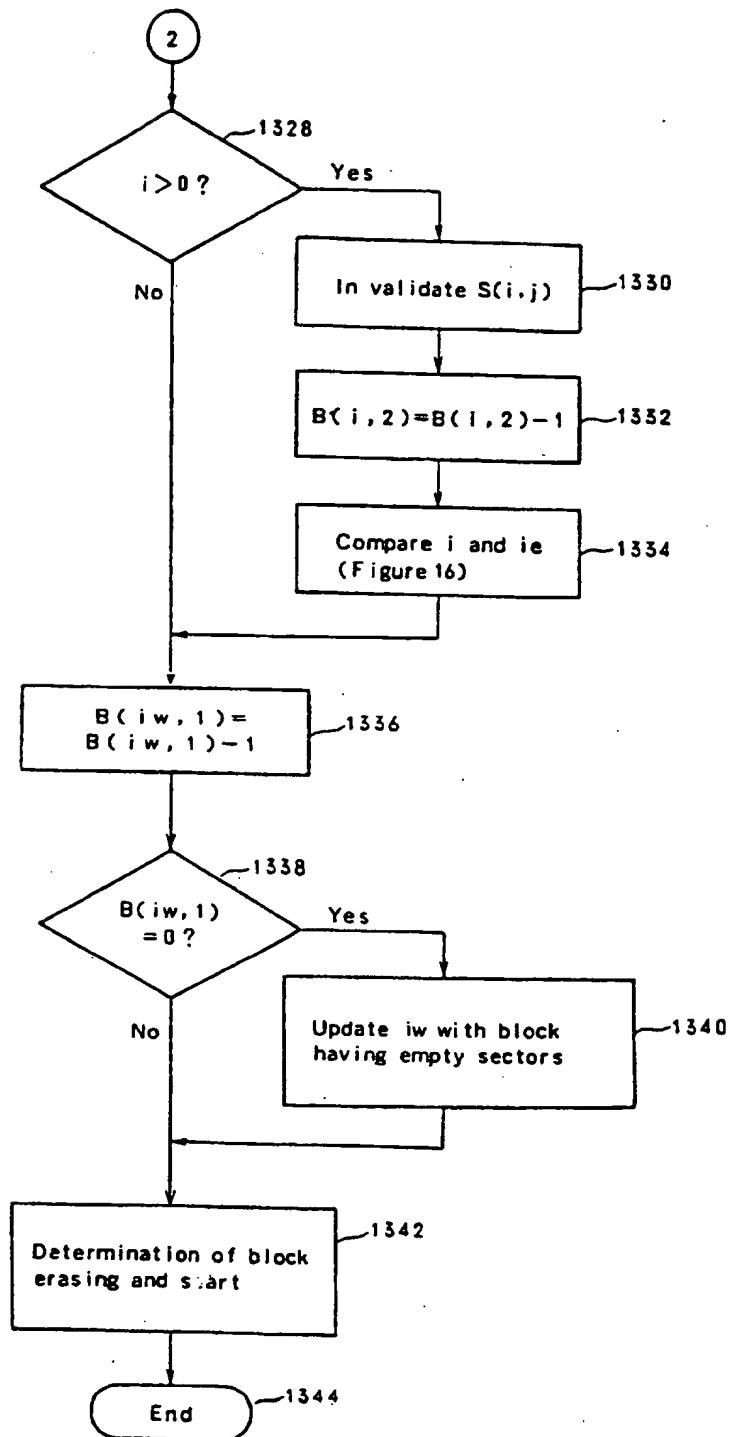 2
1328
i>0?
Yes
No
In validate S(i,j)
1330
B(i,2)=B(i,2)-1
1332
Compare i and ie
(Figure 16)
1334
B(iw,1)=
B(iw,1)-1
1336
1338
B(iw,1)
=0?
Yes
No
Update iw with block
having empty sectors
1340
1342
Determination of block
erasing and start
1344
End